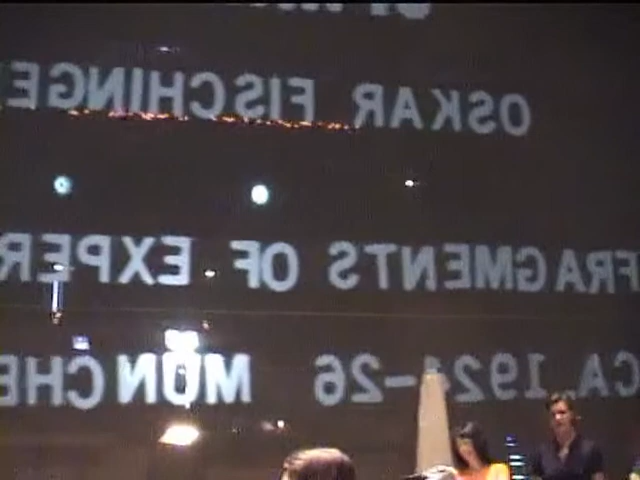 OSKAR FISCHINGE
FRAGMENTS OF EXPER
CA. 1924-26 MÜNCHE